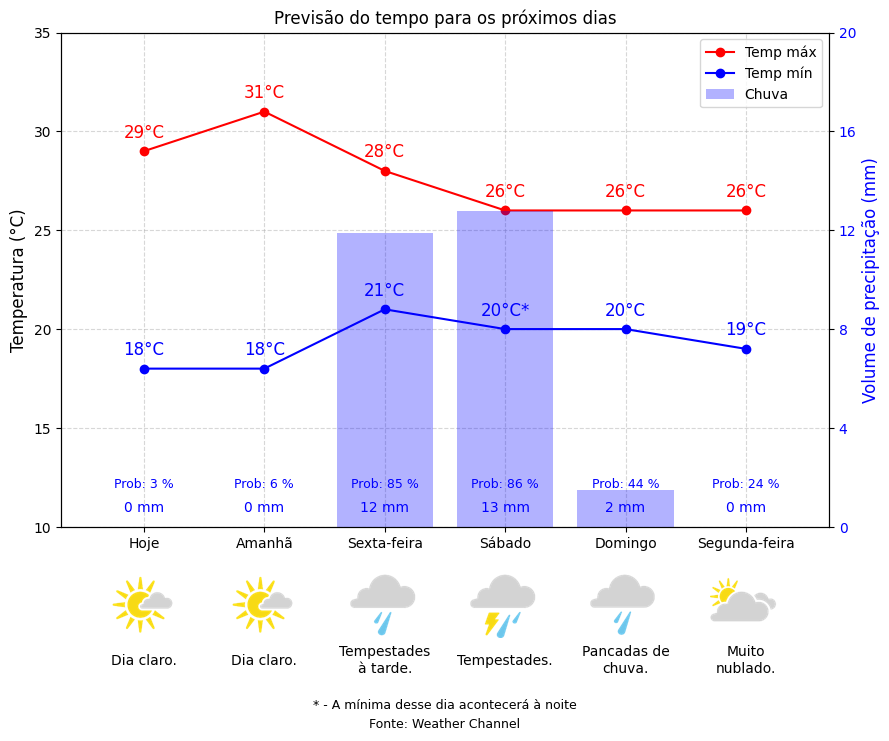 Previsão do tempo para os próximos dias
Temp máx
Temp mín
Chuva
Temperatura (°C)
35
30
25
20
15
10
Volume de precipitação (mm)
20
16
12
8
4
0
29°C
31°C
28°C
26°C
26°C
26°C
18°C
18°C
21°C
20°C*
20°C
19°C
Prob: 3 %
Prob: 6 %
Prob: 85 %
Prob: 86 %
Prob: 44 %
Prob: 24 %
0 mm
0 mm
12 mm
13 mm
2 mm
0 mm
Hoje
Amanhã
Sexta-feira
Sábado
Domingo
Segunda-feira
Dia claro.
Dia claro.
Tempestades
à tarde.
Tempestades.
Pancadas de
chuva.
Muito
nublado.
* - A mínima desse dia acontecerá à noite
Fonte: Weather Channel